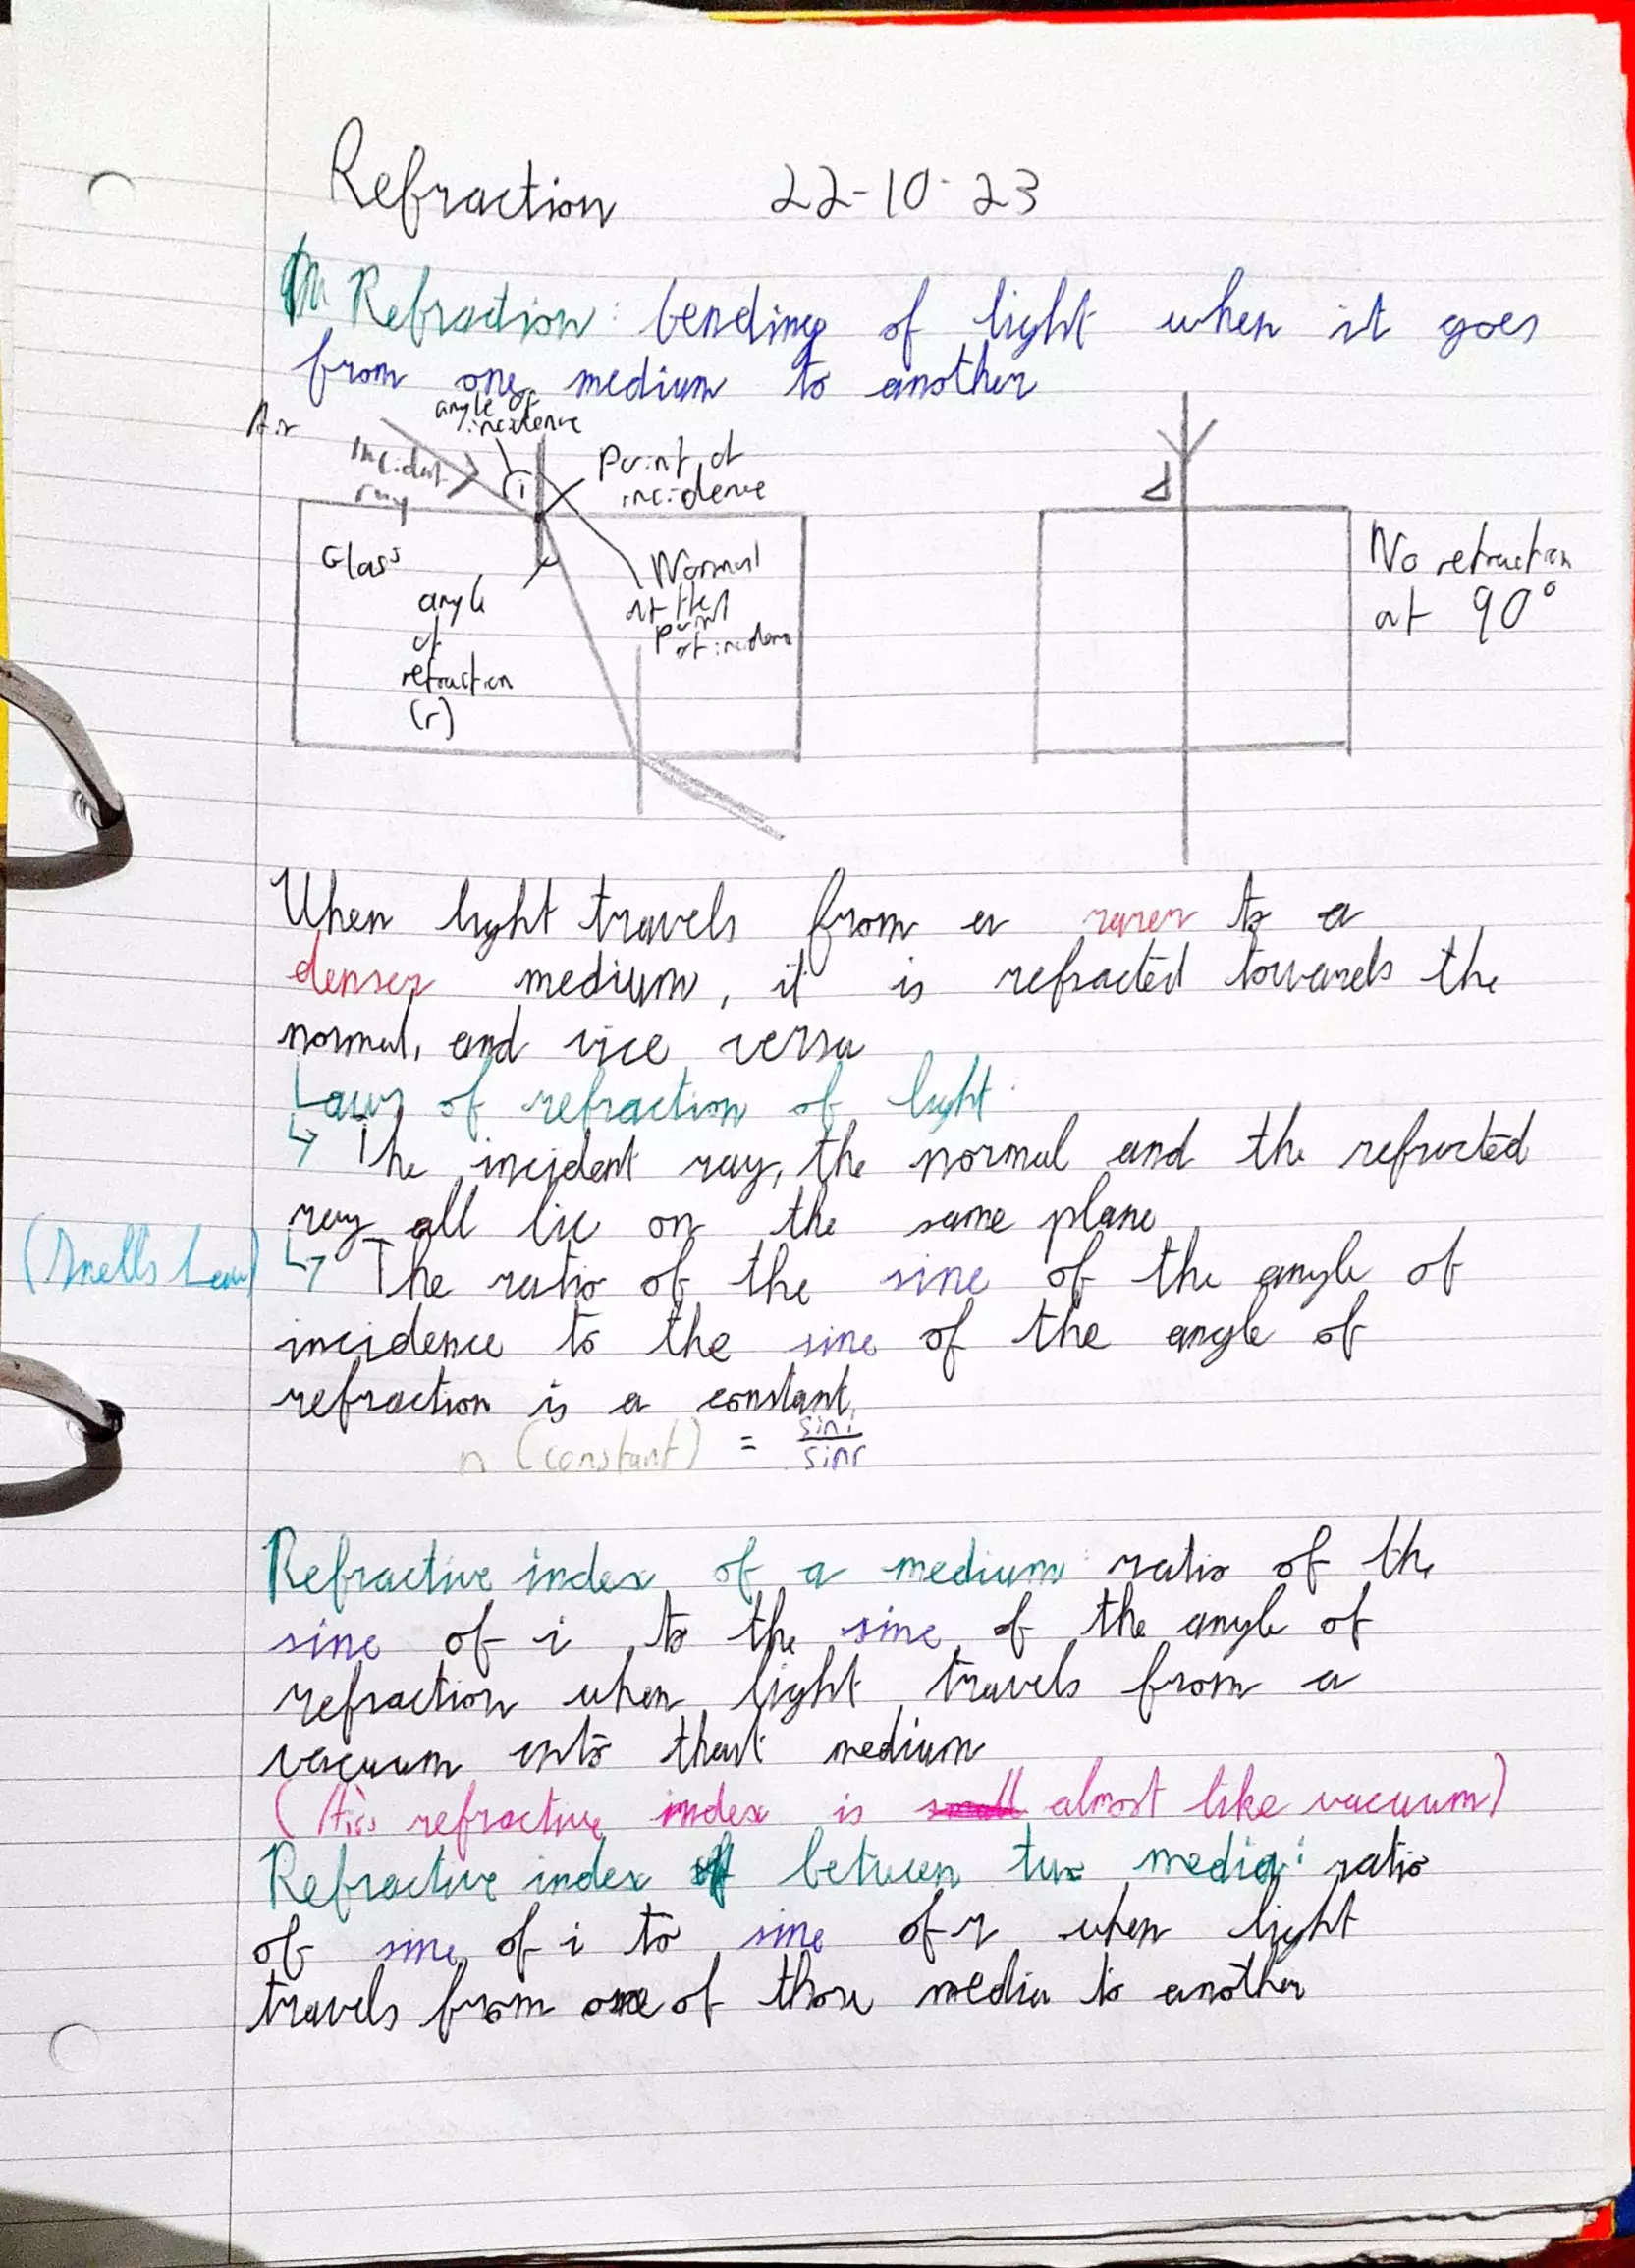 Refraction 22-10-23
Refraction: bending of light when it goes
from one medium to another
Air
angle of
incidence
Incident
ray
i
Point of
incidence
Glass
angle
of
refraction
(r)
Normal
at the
point
of incidence
No refraction
at 90°
When light travels from a rarer to a
denser medium, it is refracted towards the
normal, and vice versa
Laws of refraction of light:
↳ The incident ray, the normal and the refracted
ray all lie on the same plane
(Snells Law)
↳ The ratio of the sine of the angle of
incidence to the sine of the angle of
refraction is a constant,
n (constant) = sini/sinr
Refractive index of a medium: ratio of the
sine of i to the sine of the angle of
refraction when light travels from a
vacuum into that medium
(Airs refractive index is small almost like vacuum)
Refractive index between two media: ratio
of sine of i to sine of r when light
travels from one of those media to another